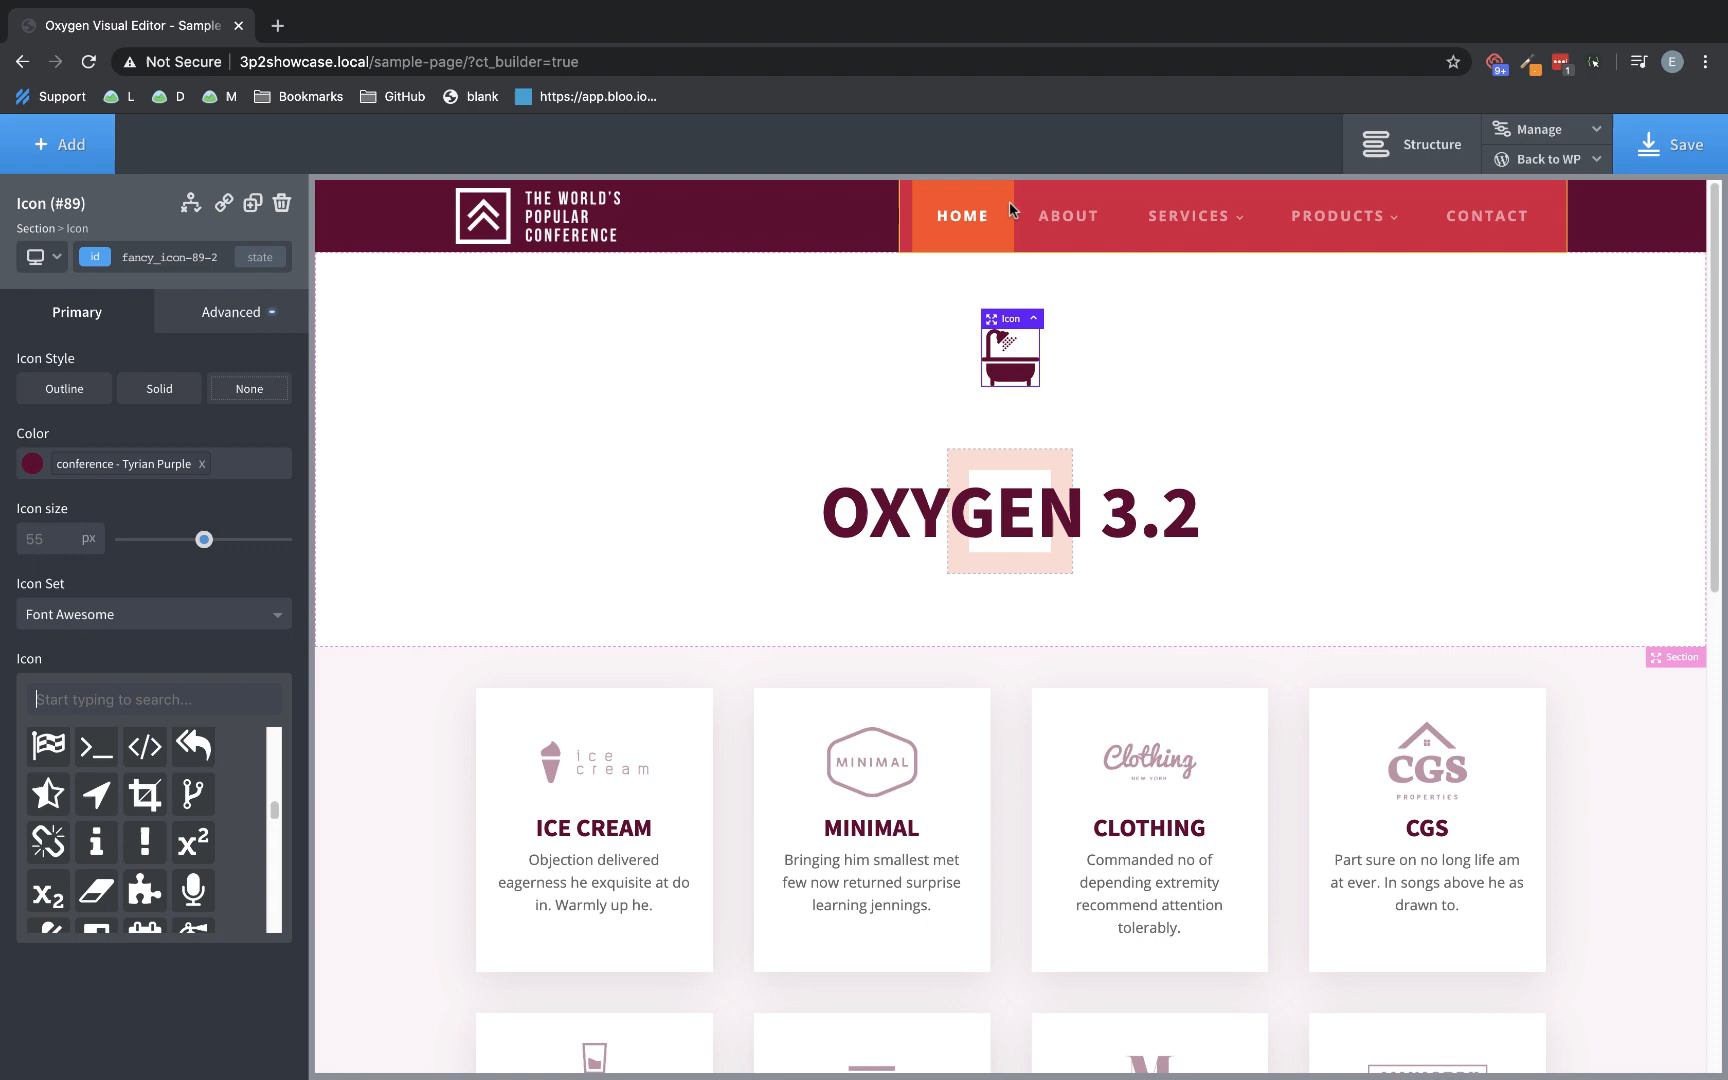 Oxygen Visual Editor - Sample
Not Secure
3p2showcase.local/sample-page/?ct_builder=true
9+
1
E
Support
L
D
M
Bookmarks
GitHub
blank
https://app.bloo.io...
+ Add
Structure
Manage
Back to WP
Save
Icon (#89)
Section > Icon
id
fancy_icon-89-2
state
Primary
Advanced
Icon Style
Outline
Solid
None
Color
conference - Tyrian Purple x
Icon size
55
px
Icon Set
Font Awesome
Icon
Start typing to search...
THE WORLD'S
POPULAR
CONFERENCE
HOME
ABOUT
SERVICES
PRODUCTS
CONTACT
Icon
OXYGEN 3.2
Section
ice
cream
MINIMAL
Clothing
NEW YORK
CGS
PROPERTIES
ICE CREAM
MINIMAL
CLOTHING
CGS
Objection delivered
eagerness he exquisite at do
in. Warmly up he.
Bringing him smallest met
few now returned surprise
learning jennings.
Commanded no of
depending extremity
recommend attention
tolerably.
Part sure on no long life am
at ever. In songs above he as
drawn to.